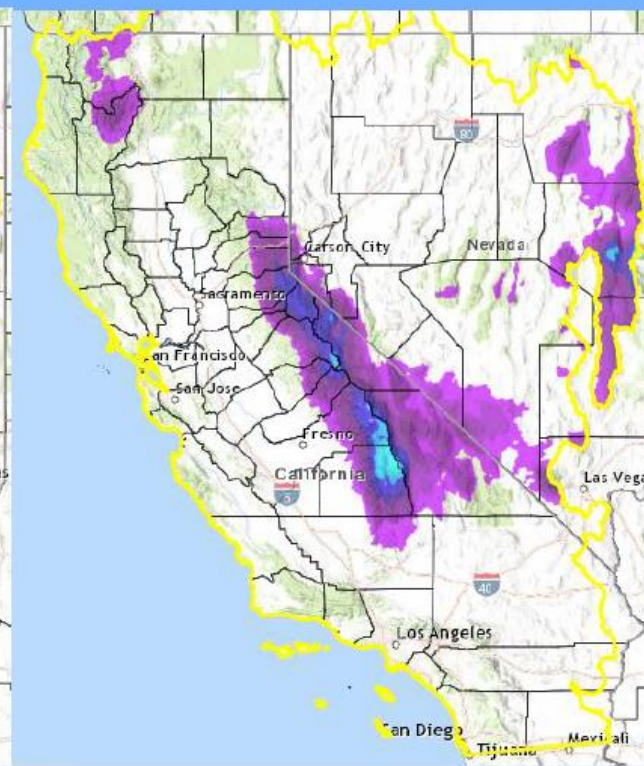 80
Carson City
Nevada
Sacramento
San Francisco
San Jose
Fresno
California
5
Las Vega
40
Los Angeles
San Diego
Tijuana
Mexicali